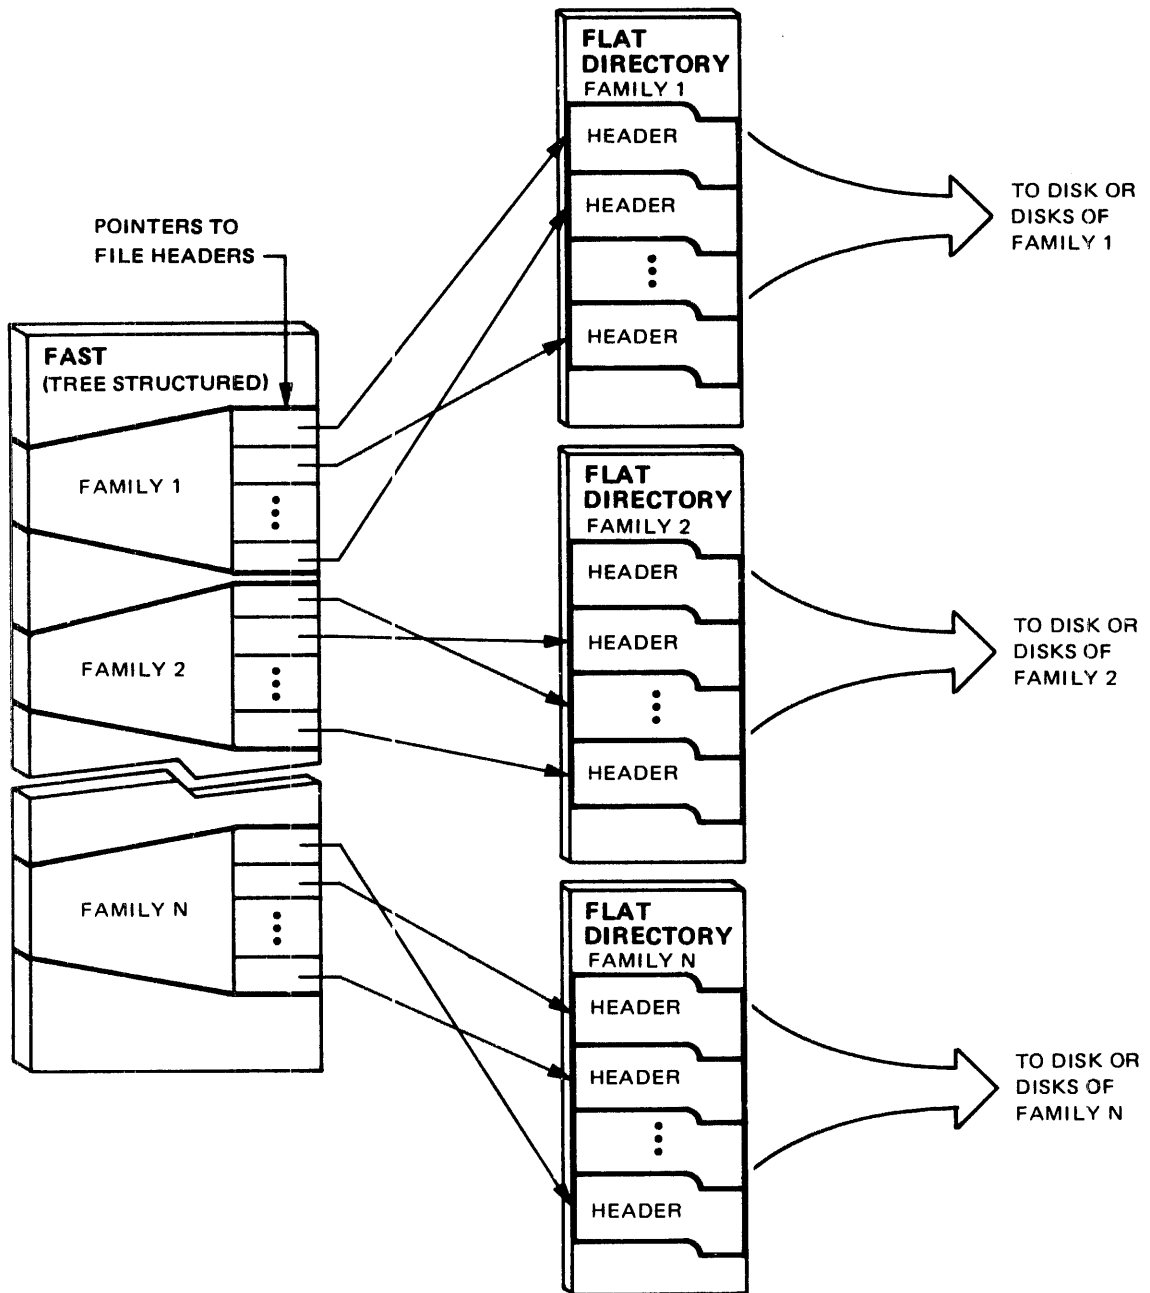 POINTERS TO
FILE HEADERS
FAST
(TREE STRUCTURED)
FAMILY 1
FAMILY 2
FAMILY N
FLAT
DIRECTORY
FAMILY 1
HEADER
HEADER
HEADER
TO DISK OR
DISKS OF
FAMILY 1
FLAT
DIRECTORY
FAMILY 2
HEADER
HEADER
HEADER
TO DISK OR
DISKS OF
FAMILY 2
FLAT
DIRECTORY
FAMILY N
HEADER
HEADER
HEADER
TO DISK OR
DISKS OF
FAMILY N